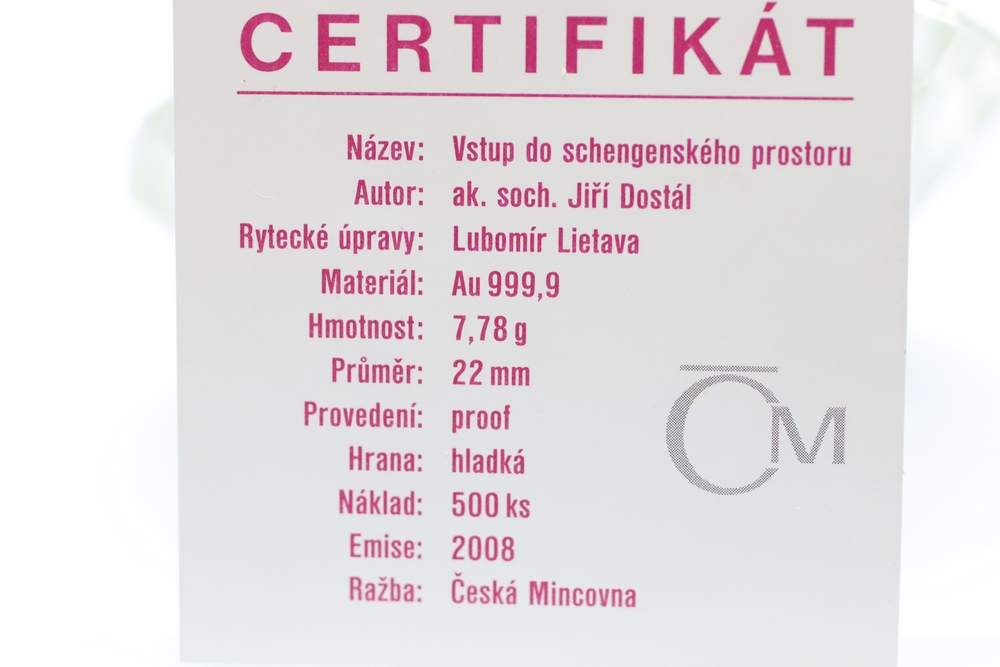 CERTIFIKÁT
Název: Vstup do schengenského prostoru
Autor: ak. soch. Jiří Dostál
Rytecké úpravy: Lubomír Lietava
Materiál: Au 999,9
Hmotnost: 7,78 g
Průměr: 22 mm
Provedení: proof
Hrana: hladká
Náklad: 500 ks
Emise: 2008
Ražba: Česká Mincovna
ČM